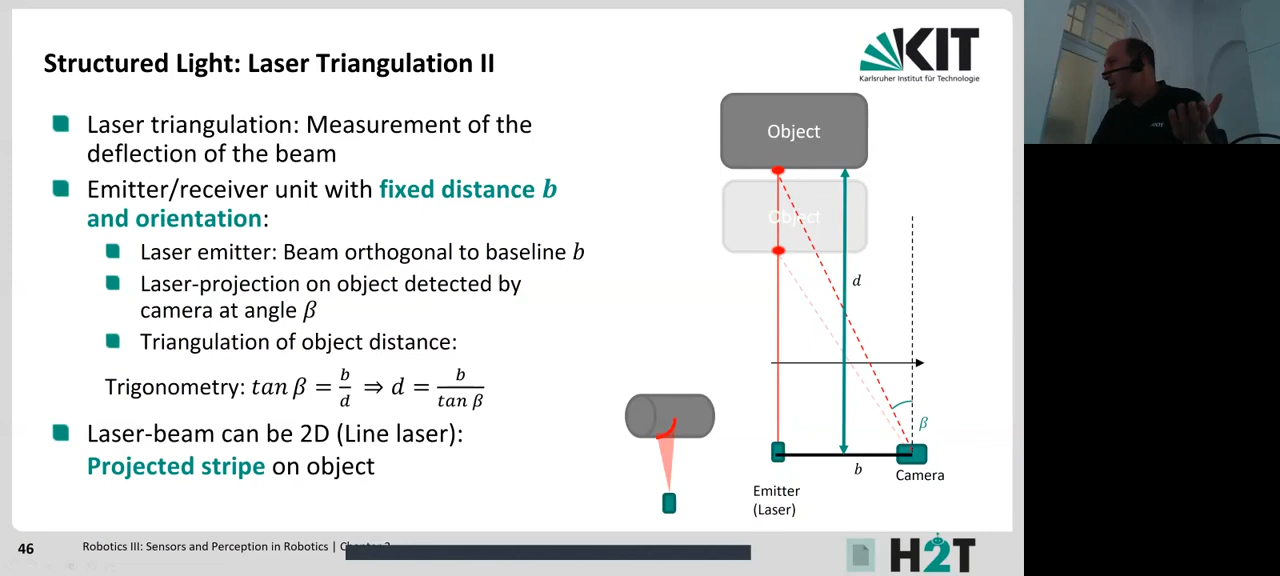 Structured Light: Laser Triangulation II
KIT
Karlsruher Institut für Technologie
Laser triangulation: Measurement of the
deflection of the beam
Emitter/receiver unit with fixed distance b
and orientation:
Laser emitter: Beam orthogonal to baseline b
Laser-projection on object detected by
camera at angle β
Triangulation of object distance:
Trigonometry: tan β = b/d ⇒ d = b/tan β
Laser-beam can be 2D (Line laser):
Projected stripe on object
Object
Object
d
β
b
Camera
Emitter
(Laser)
46
Robotics III: Sensors and Perception in Robotics |
H2T